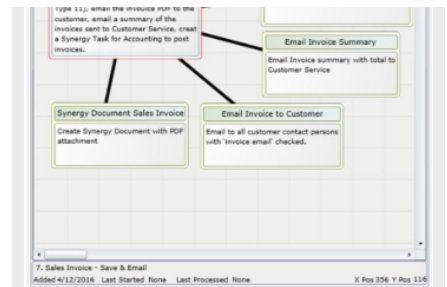 Type 11), email the invouice PDF to the
customer, email a summary of the
invoices sent to Customer Service, creat
a Synergy Task for Accounting to post
invoices.
Email Invoice Summary
Email Invoice summary with total to
Customer Service
Synergy Document Sales Invoice
Create Synergy Document with PDF
attachment
Email Invoice to Customer
Email to all customer contact persons
with 'invoice email' checked.
7. Sales Invoice - Save & Email
Added 4/12/2016 Last Started None Last Processed None X Pos 356 Y Pos 116